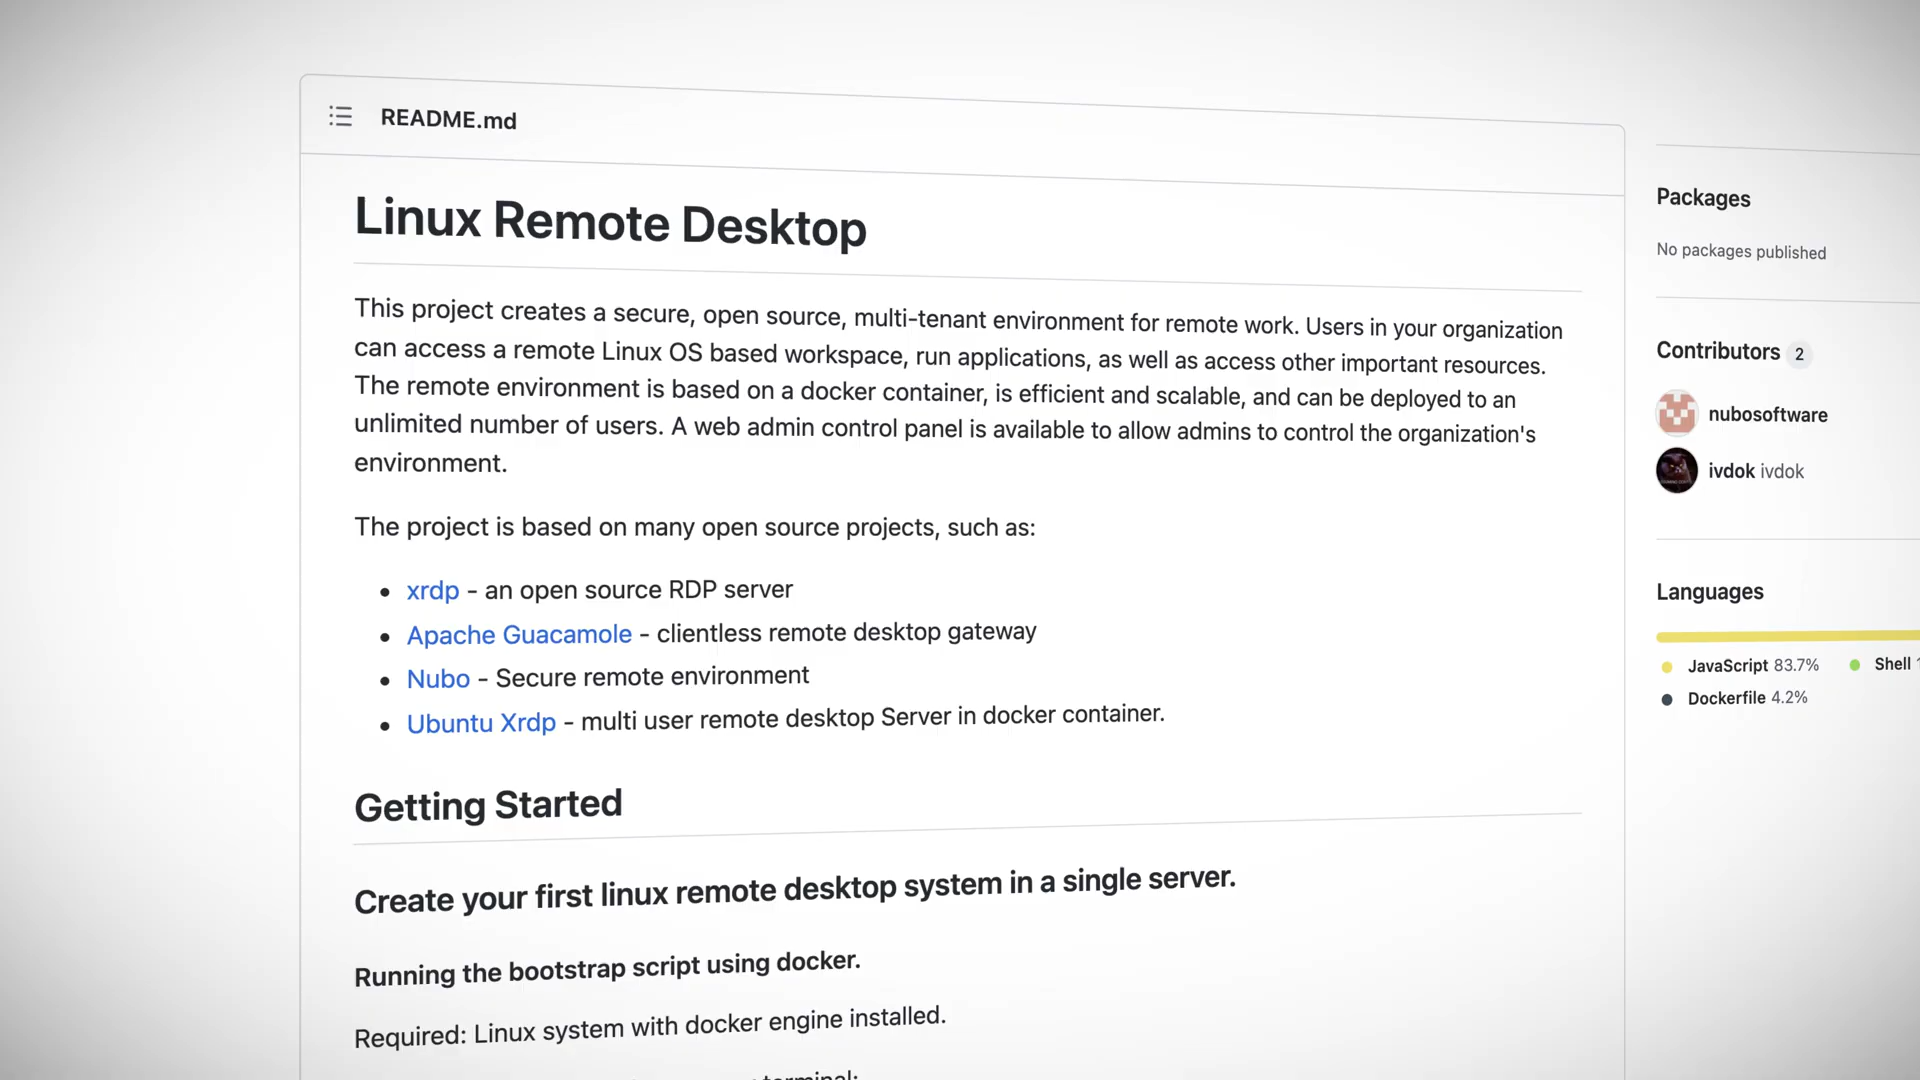 README.md
Linux Remote Desktop
This project creates a secure, open source, multi-tenant environment for remote work. Users in your organization
can access a remote Linux OS based workspace, run applications, as well as access other important resources.
The remote environment is based on a docker container, is efficient and scalable, and can be deployed to an
unlimited number of users. A web admin control panel is available to allow admins to control the organization's
environment.
The project is based on many open source projects, such as:
xrdp - an open source RDP server
Apache Guacamole - clientless remote desktop gateway
Nubo - Secure remote environment
Ubuntu Xrdp - multi user remote desktop Server in docker container.
Getting Started
Create your first linux remote desktop system in a single server.
Running the bootstrap script using docker.
Required: Linux system with docker engine installed.
terminal:
Packages
No packages published
Contributors 2
nubosoftware
ivdok ivdok
Languages
JavaScript 83.7% Shell
Dockerfile 4.2%